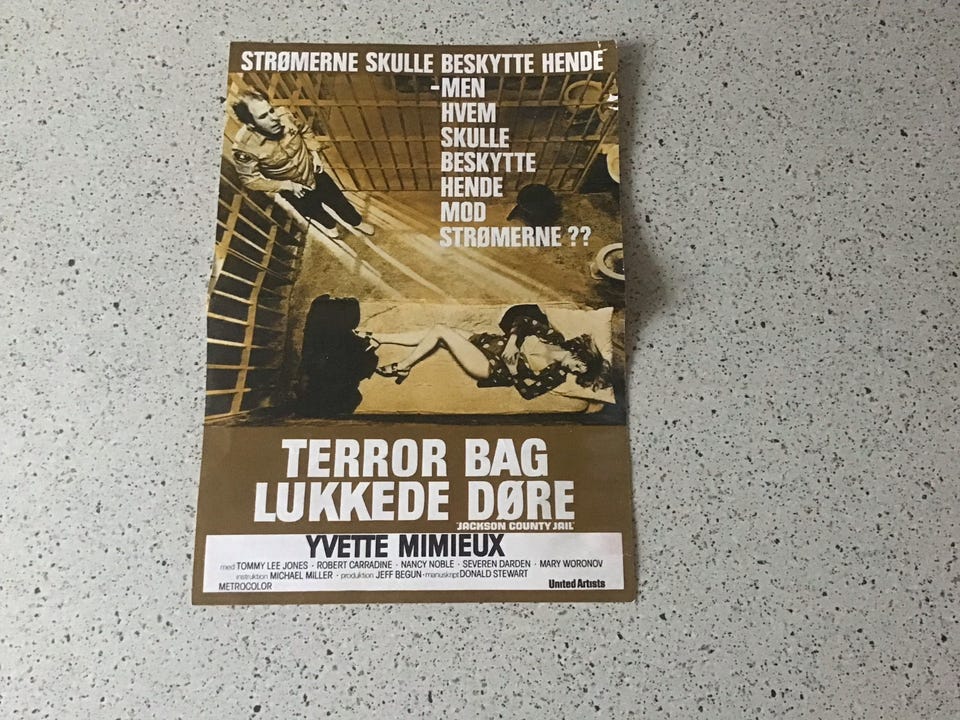 STRØMERNE SKULLE BESKYTTE HENDE
-MEN
HVEM
SKULLE
BESKYTTE
HENDE
MOD
STRØMERNE ??
TERROR BAG
LUKKEDE DØRE
"JACKSON COUNTY JAIL"
YVETTE MIMIEUX
med TOMMY LEE JONES · ROBERT CARRADINE · NANCY NOBLE · SEVEREN DARDEN · MARY WORONOV
instruktion MICHAEL MILLER · produktion JEFF BEGUN · manuskript DONALD STEWART
METROCOLOR United Artists